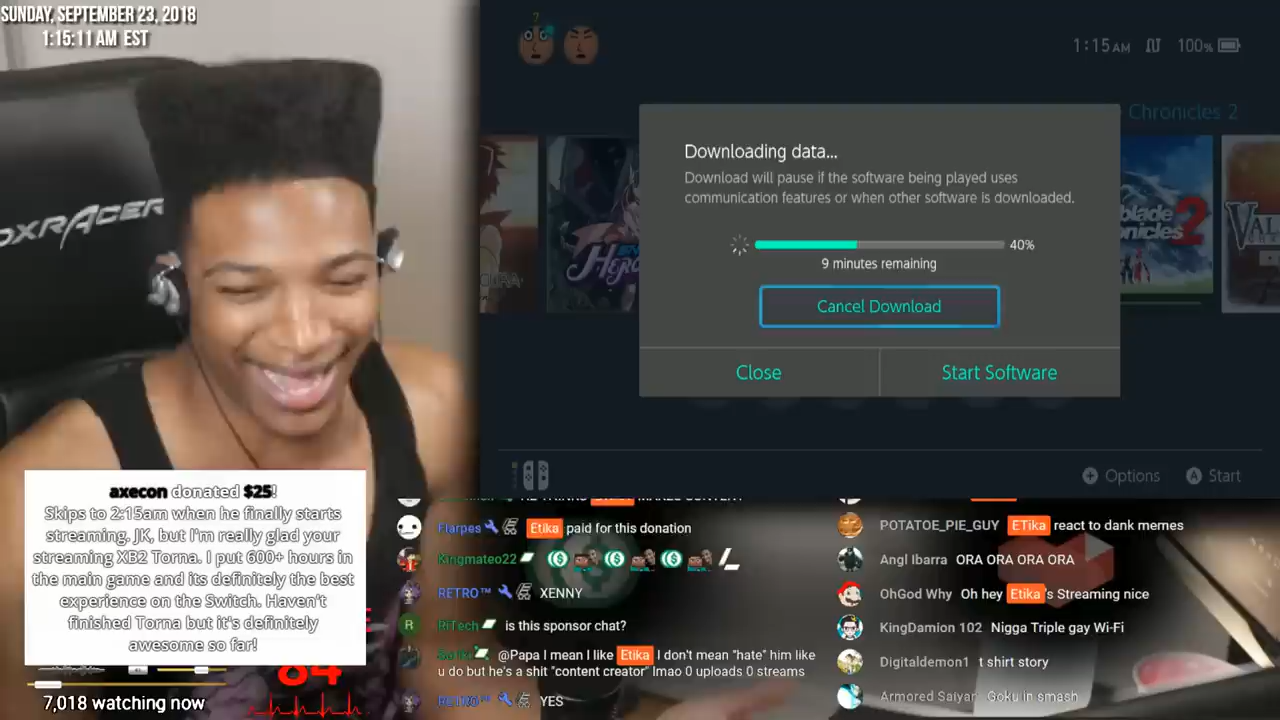 SUNDAY, SEPTEMBER 23, 2018
1:15:11 AM EST
DXRACER
1:15 AM 100%
Chronicles 2
Downloading data...
Download will pause if the software being played uses
communication features or when other software is downloaded.
40%
9 minutes remaining
Cancel Download
Close
Start Software
Options
Start
axecon donated $25!
Skips to 2:15am when he finally starts
streaming. JK, but i'm really glad your
streaming XB2 Torna. I put 600+ hours in
the main game and its definitely the best
experience on the Switch. Haven't
finished Torna but it's definitely
awesome so far!
84
7,018 watching now
Flarpes Etika paid for this donation
Kingmateo22
RETRO™ XENNY
RiTech is this sponsor chat?
@Papa I mean I like Etika I don't mean "hate" him like
u do but he's a shit "content creator" lmao 0 uploads 0 streams
RETRO™ YES
POTATOE_PIE_GUY ETika react to dank memes
Angl Ibarra ORA ORA ORA ORA
OhGod Why Oh hey Etika's Streaming nice
KingDamion 102 Nigga Triple gay Wi-Fi
Digitaldemon1 t shirt story
Armored Saiyan Goku in smash